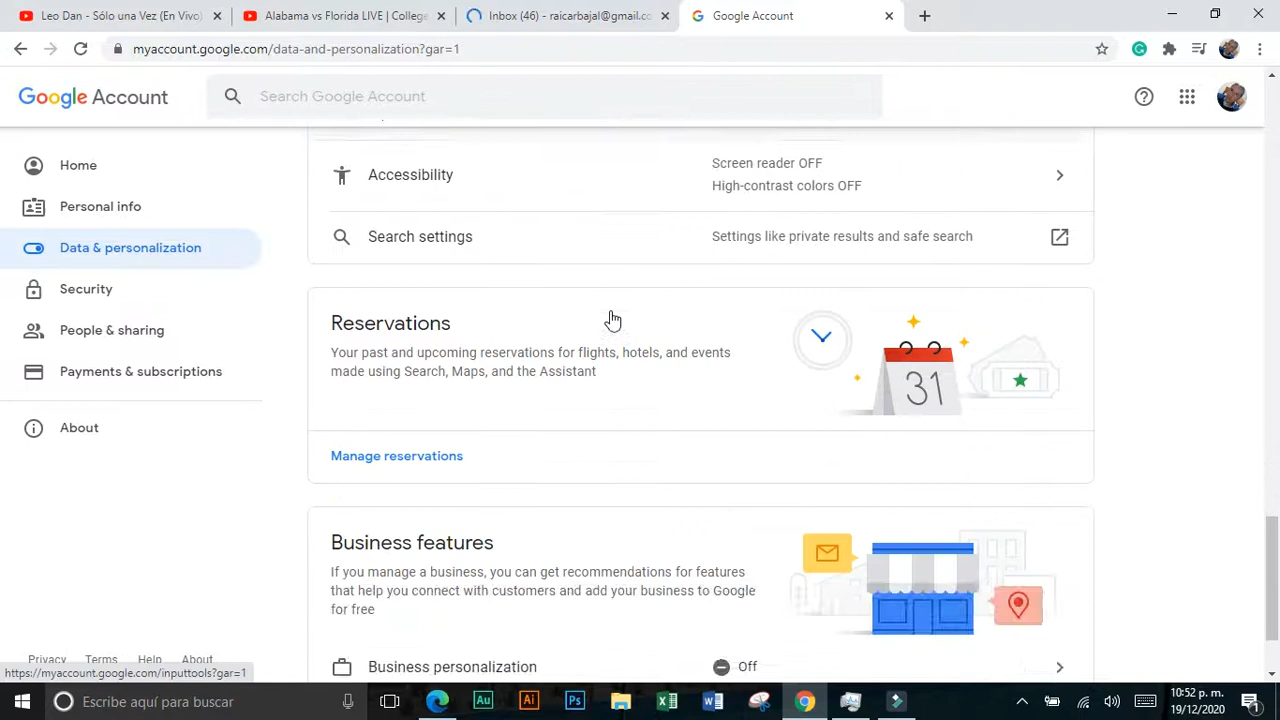 Leo Dan - Sólo una Vez (En Vivo)
Alabama vs Florida LIVE | College
Inbox (46) - raicarbajal@gmail.co
Google Account
myaccount.google.com/data-and-personalization?gar=1
Google Account
Search Google Account
Home
Personal info
Data & personalization
Security
People & sharing
Payments & subscriptions
About
Accessibility
Screen reader OFF
High-contrast colors OFF
Search settings
Settings like private results and safe search
Reservations
Your past and upcoming reservations for flights, hotels, and events
made using Search, Maps, and the Assistant
31
Manage reservations
Business features
If you manage a business, you can get recommendations for features
that help you connect with customers and add your business to Google
for free
Business personalization
Off
Privacy Terms Help About
https://myaccount.google.com/inputtools?gar=1
Escribe aquí para buscar
Au
Ai
Ps
10:52 p. m.
19/12/2020
1